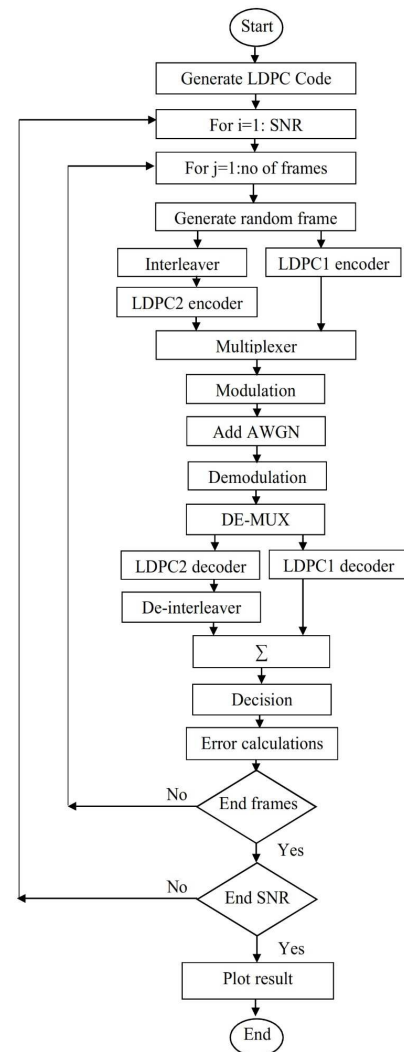 Start
Generate LDPC Code
For i=1: SNR
For j=1:no of frames
Generate random frame
Interleaver
LDPC1 encoder
LDPC2 encoder
Multiplexer
Modulation
Add AWGN
Demodulation
DE-MUX
LDPC2 decoder
LDPC1 decoder
De-interleaver
∑
Decision
Error calculations
No
End frames
Yes
No
End SNR
Yes
Plot result
End